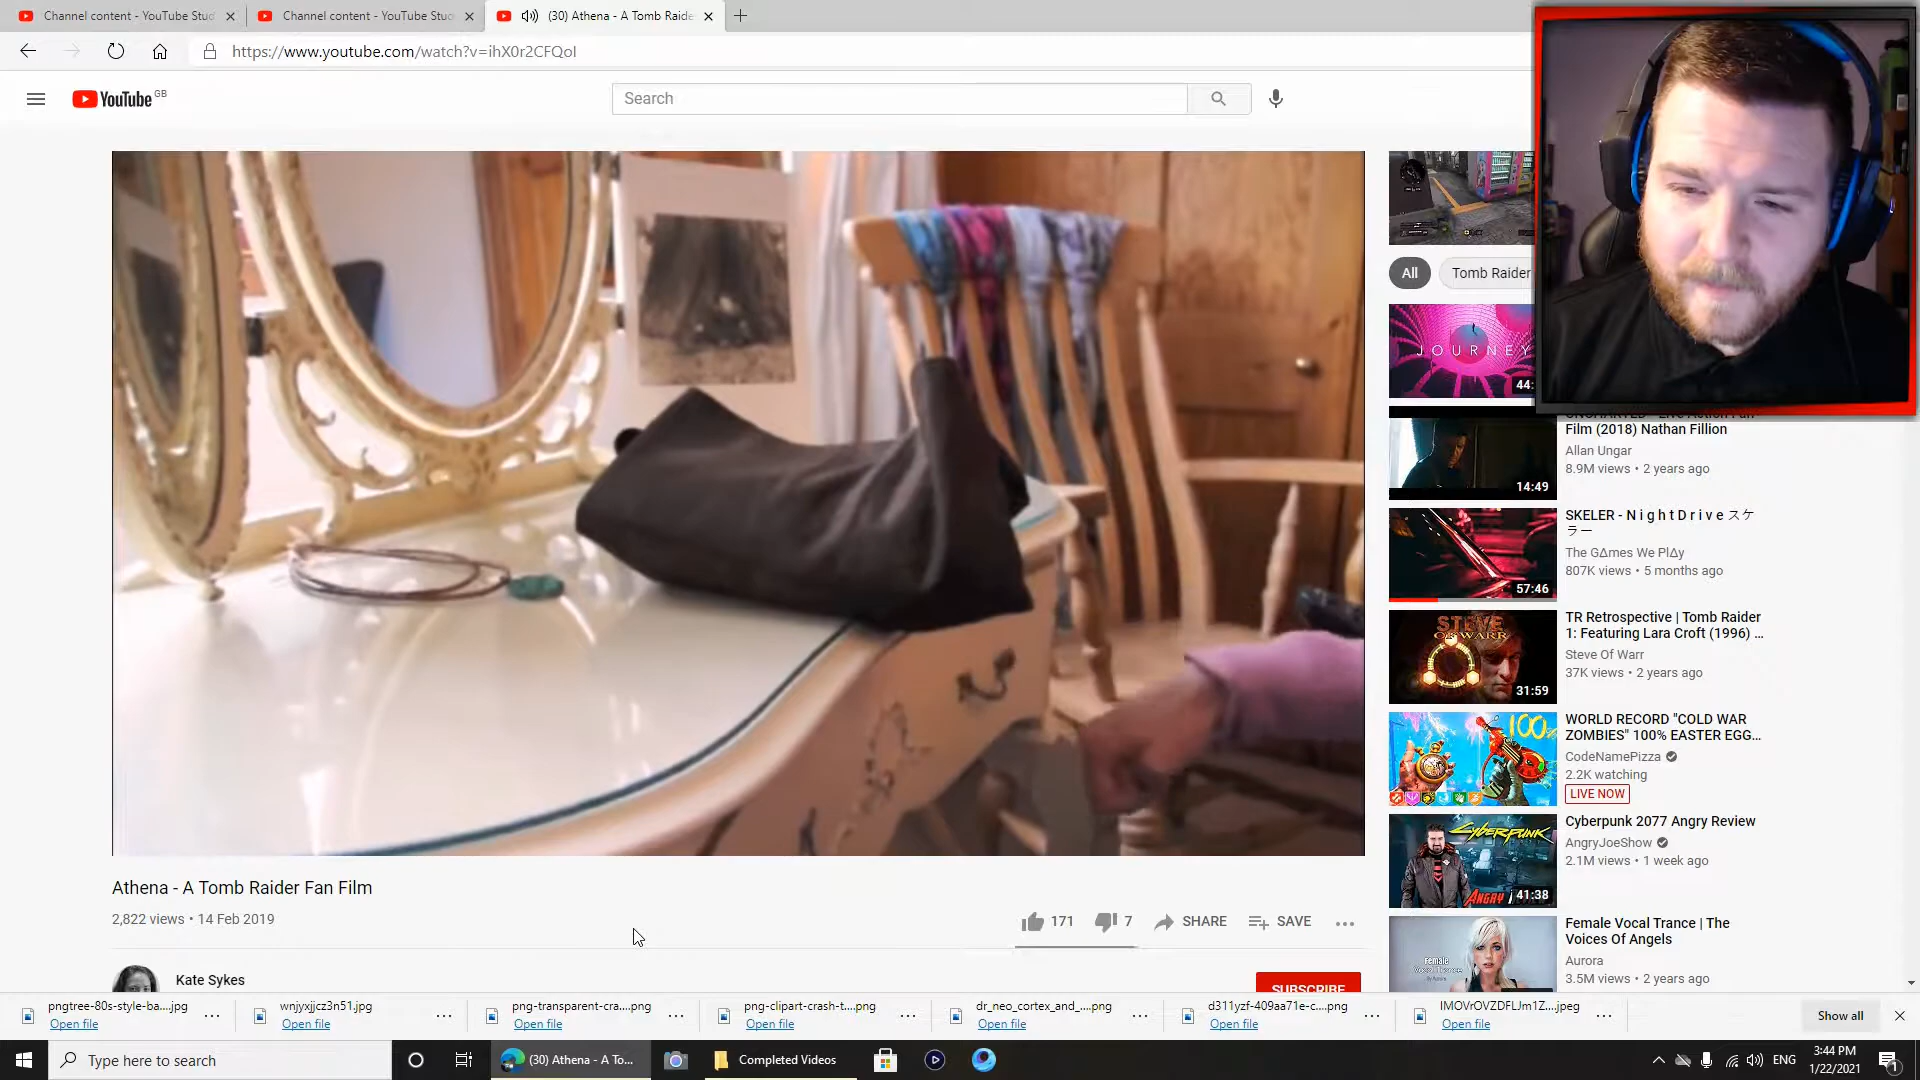 Channel content - YouTube Stud
Channel content - YouTube Stud
(30) Athena - A Tomb Raide
https://www.youtube.com/watch?v=ihX0r2CFQoI
YouTube GB
Search
All
Tomb Raider
JOURNEY
44:
Film (2018) Nathan Fillion
Allan Ungar
8.9M views • 2 years ago
14:49
SKELER - N i g h t D r i v e スケ
ラー
The GΔmes We PlΔy
807K views • 5 months ago
57:46
TR Retrospective | Tomb Raider
1: Featuring Lara Croft (1996) ...
Steve Of Warr
37K views • 2 years ago
STEVE
OF WARR
31:59
WORLD RECORD "COLD WAR
ZOMBIES" 100% EASTER EGG...
CodeNamePizza
2.2K watching
LIVE NOW
100%
Cyberpunk 2077 Angry Review
AngryJoeShow
2.1M views • 1 week ago
CYBERPUNK
ANGRY
41:38
Female Vocal Trance | The
Voices Of Angels
Aurora
3.5M views • 2 years ago
Female
Vocal Trance
Athena - A Tomb Raider Fan Film
2,822 views • 14 Feb 2019
171
7
SHARE
SAVE
Kate Sykes
SUBSCRIBE
pngtree-80s-style-ba....jpg
Open file
wnjyxjjcz3n51.jpg
Open file
png-transparent-cra....png
Open file
png-clipart-crash-t....png
Open file
dr_neo_cortex_and_....png
Open file
d311yzf-409aa71e-c....png
Open file
IMOVrOVZDFLJm1Z....jpeg
Open file
Show all
Type here to search
(30) Athena - A To...
Completed Videos
ENG
3:44 PM
1/22/2021
1